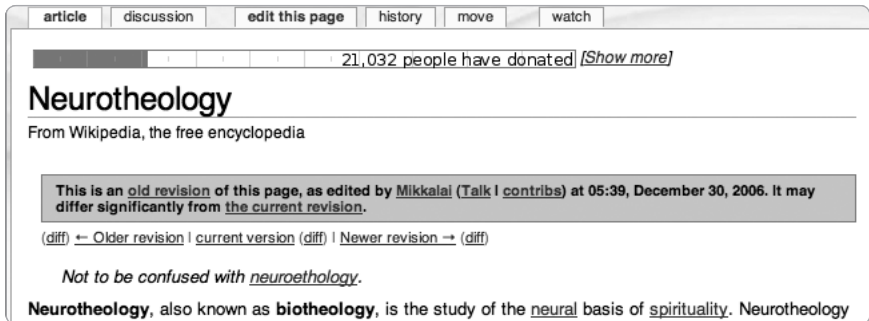 article discussion edit this page history move watch
21,032 people have donated [Show more]
Neurotheology
From Wikipedia, the free encyclopedia
This is an old revision of this page, as edited by Mikkalai (Talk | contribs) at 05:39, December 30, 2006. It may
differ significantly from the current revision.
(diff) ← Older revision | current version (diff) | Newer revision → (diff)
Not to be confused with neuroethology.
Neurotheology, also known as biotheology, is the study of the neural basis of spirituality. Neurotheology